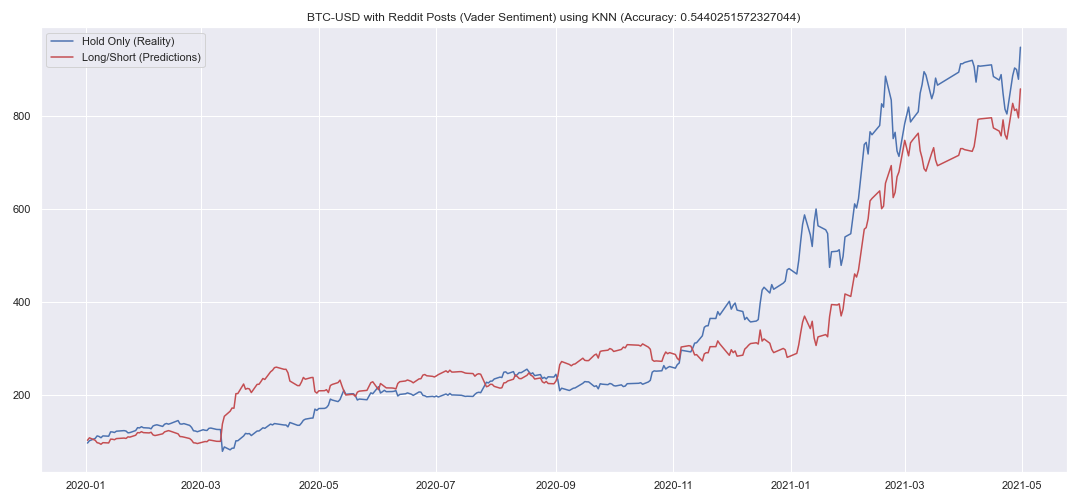 BTC-USD with Reddit Posts (Vader Sentiment) using KNN (Accuracy: 0.5440251572327044)
Hold Only (Reality)
Long/Short (Predictions)
800
600
400
200
2020-01 2020-03 2020-05 2020-07 2020-09 2020-11 2021-01 2021-03 2021-05